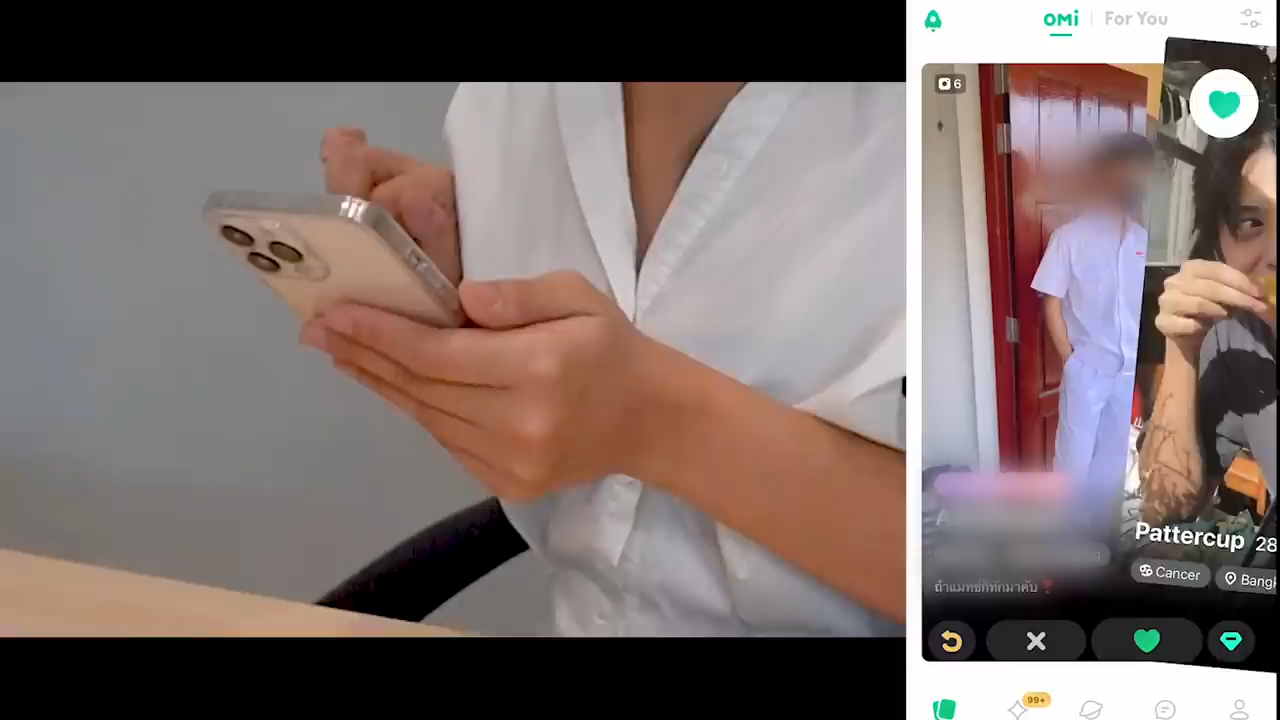 omi
For You
6
Pattercup 28
Cancer
Bangk
ถ้าแมทช์ก็ทักมาคับ❓
99+